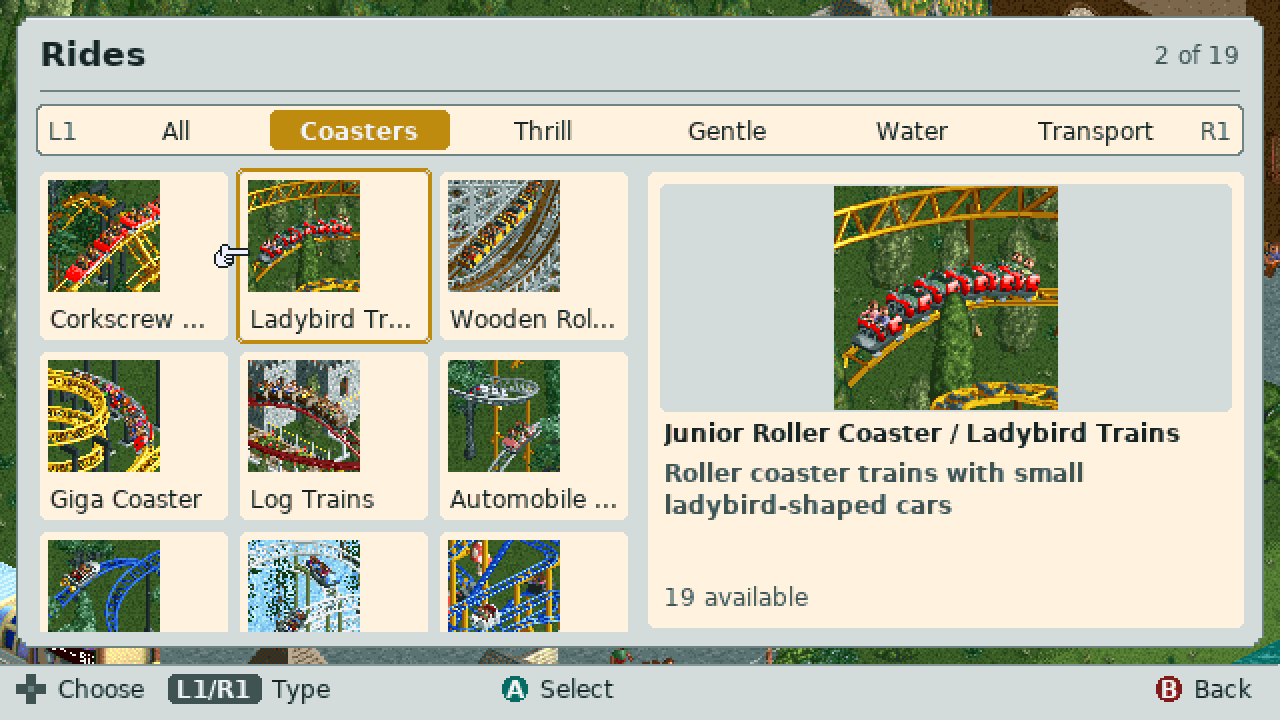 Rides
2 of 19
L1 All Coasters Thrill Gentle Water Transport R1
Corkscrew ...
Ladybird Tr...
Wooden Rol...
Giga Coaster
Log Trains
Automobile ...
Junior Roller Coaster / Ladybird Trains
Roller coaster trains with small
ladybird-shaped cars
19 available
Choose L1/R1 Type A Select B Back